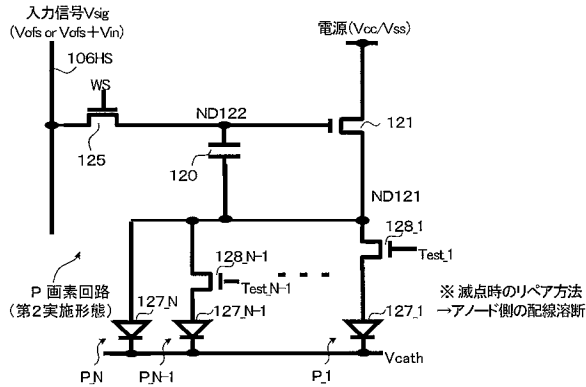 入力信号Vsig
(Vofs or Vofs+Vin)
電源(Vcc/Vss)
106HS
WS
ND122
121
125
120
ND121
128_1
Test_1
128_N-1
Test_N-1
P 画素回路
(第2実施形態)
127_N
127_N-1
127_1
※ 滅点時のリペア方法
→アノード側の配線溶断
Vcath
P_N
P_N-1
P_1